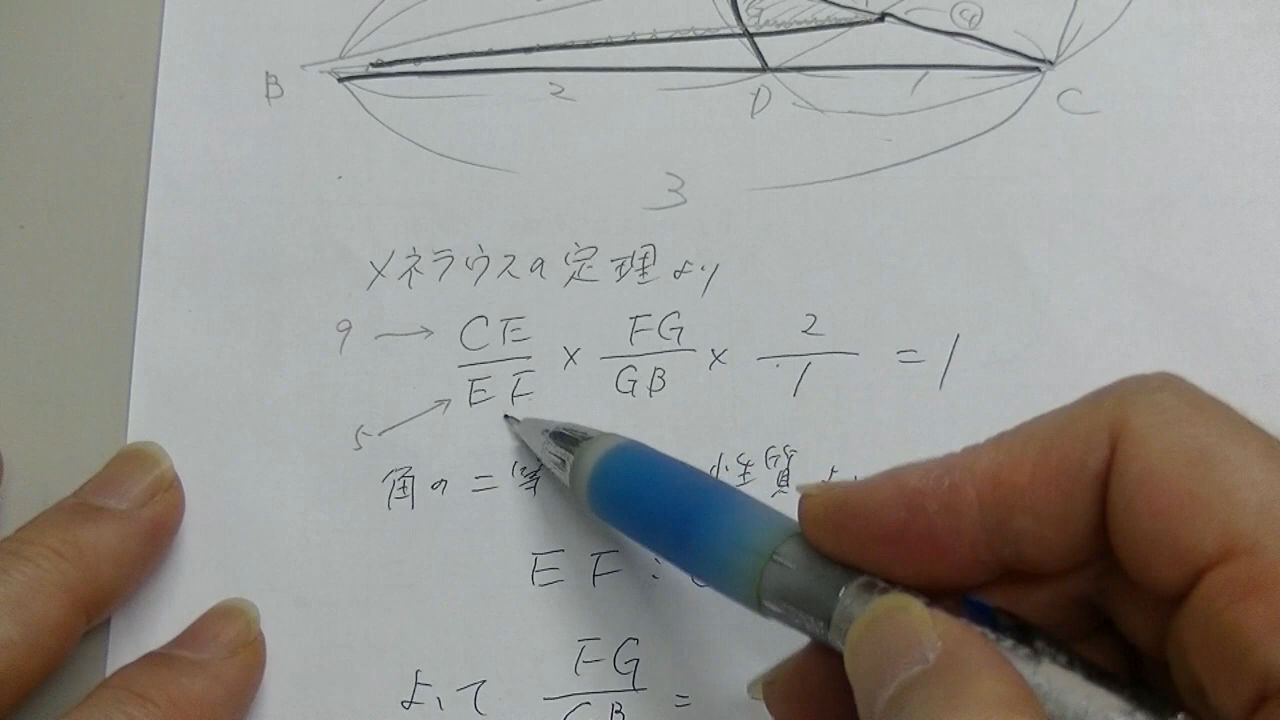 ④
B 2 D 1 C
3
メネラウスの定理より
9 → CE/EF × FG/GB × 2/1 = 1
5
角の二等 性質
EF:
よって FG/GB =